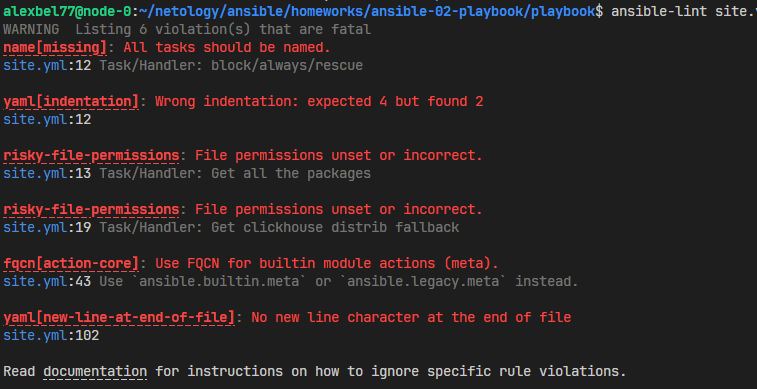 alexbel77@node-0:~/netology/ansible/homeworks/ansible-02-playbook/playbook$ ansible-lint site.
WARNING  Listing 6 violation(s) that are fatal
name[missing]: All tasks should be named.
site.yml:12 Task/Handler: block/always/rescue
yaml[indentation]: Wrong indentation: expected 4 but found 2
site.yml:12
risky-file-permissions: File permissions unset or incorrect.
site.yml:13 Task/Handler: Get all the packages
risky-file-permissions: File permissions unset or incorrect.
site.yml:19 Task/Handler: Get clickhouse distrib fallback
fqcn[action-core]: Use FQCN for builtin module actions (meta).
site.yml:43 Use `ansible.builtin.meta` or `ansible.legacy.meta` instead.
yaml[new-line-at-end-of-file]: No new line character at the end of file
site.yml:102
Read documentation for instructions on how to ignore specific rule violations.